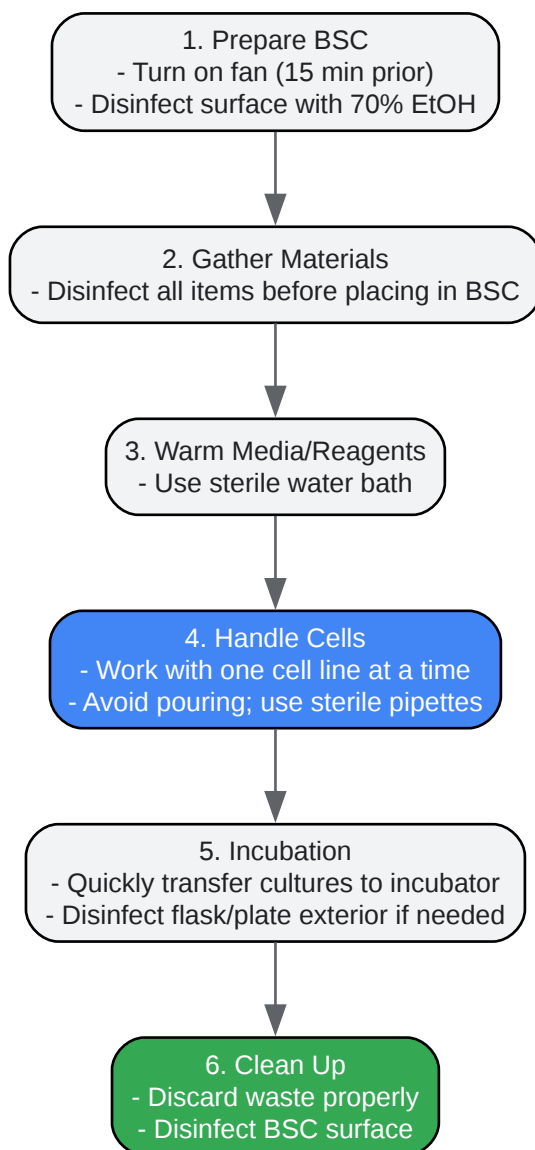 1. Prepare BSC
- Turn on fan (15 min prior)
- Disinfect surface with 70% EtOH
2. Gather Materials
- Disinfect all items before placing in BSC
3. Warm Media/Reagents
- Use sterile water bath
4. Handle Cells
- Work with one cell line at a time
- Avoid pouring; use sterile pipettes
5. Incubation
- Quickly transfer cultures to incubator
- Disinfect flask/plate exterior if needed
6. Clean Up
- Discard waste properly
- Disinfect BSC surface